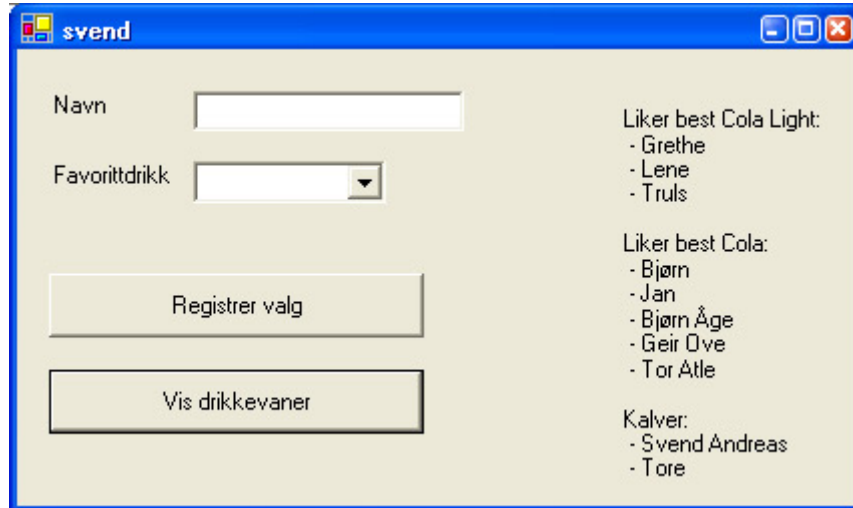 svend
Navn
Favorittdrikk
Registrer valg
Vis drikkevaner
Liker best Cola Light:
- Grethe
- Lene
- Truls
Liker best Cola:
- Bjørn
- Jan
- Bjørn Åge
- Geir Ove
- Tor Atle
Kalver:
- Svend Andreas
- Tore